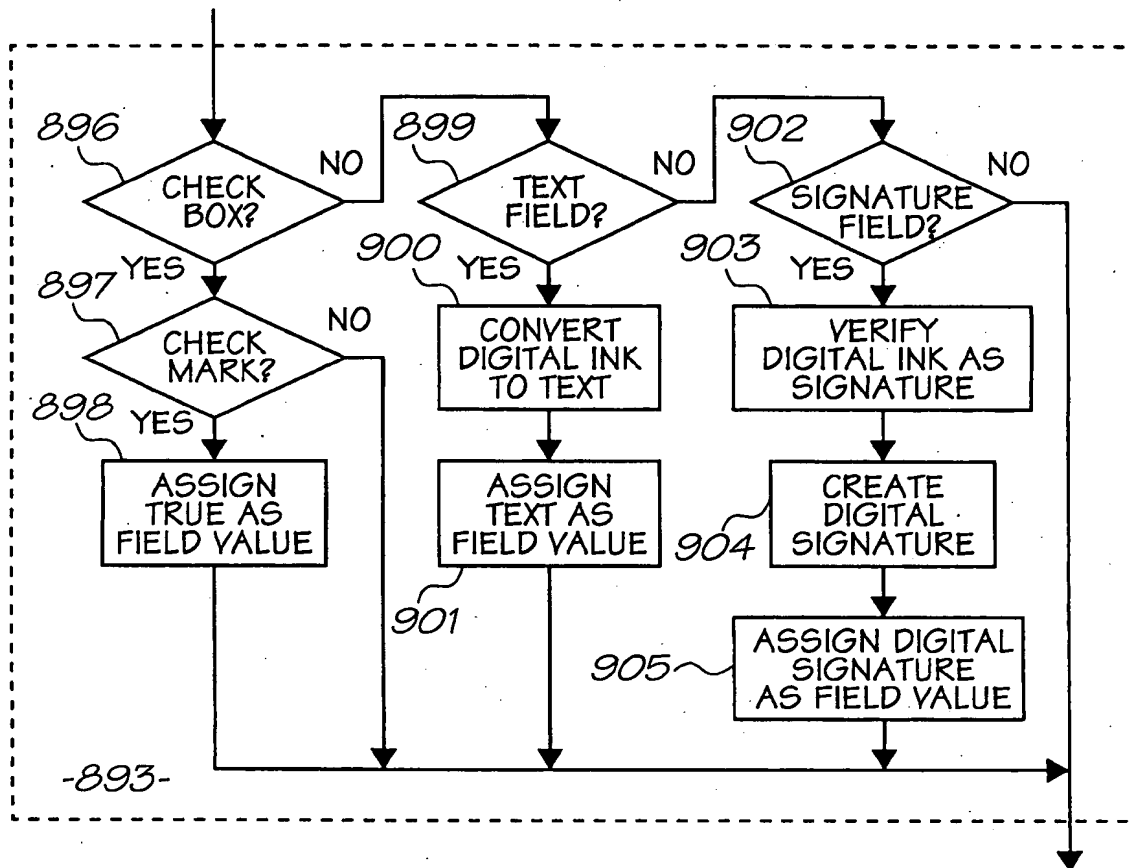 896
CHECK
BOX?
NO
YES
897
CHECK
MARK?
NO
YES
898
ASSIGN
TRUE AS
FIELD VALUE
899
TEXT
FIELD?
NO
YES
900
CONVERT
DIGITAL INK
TO TEXT
ASSIGN
TEXT AS
FIELD VALUE
901
902
SIGNATURE
FIELD?
NO
YES
903
VERIFY
DIGITAL INK AS
SIGNATURE
CREATE
DIGITAL
SIGNATURE
904
ASSIGN DIGITAL
SIGNATURE
AS FIELD VALUE
905
-893-